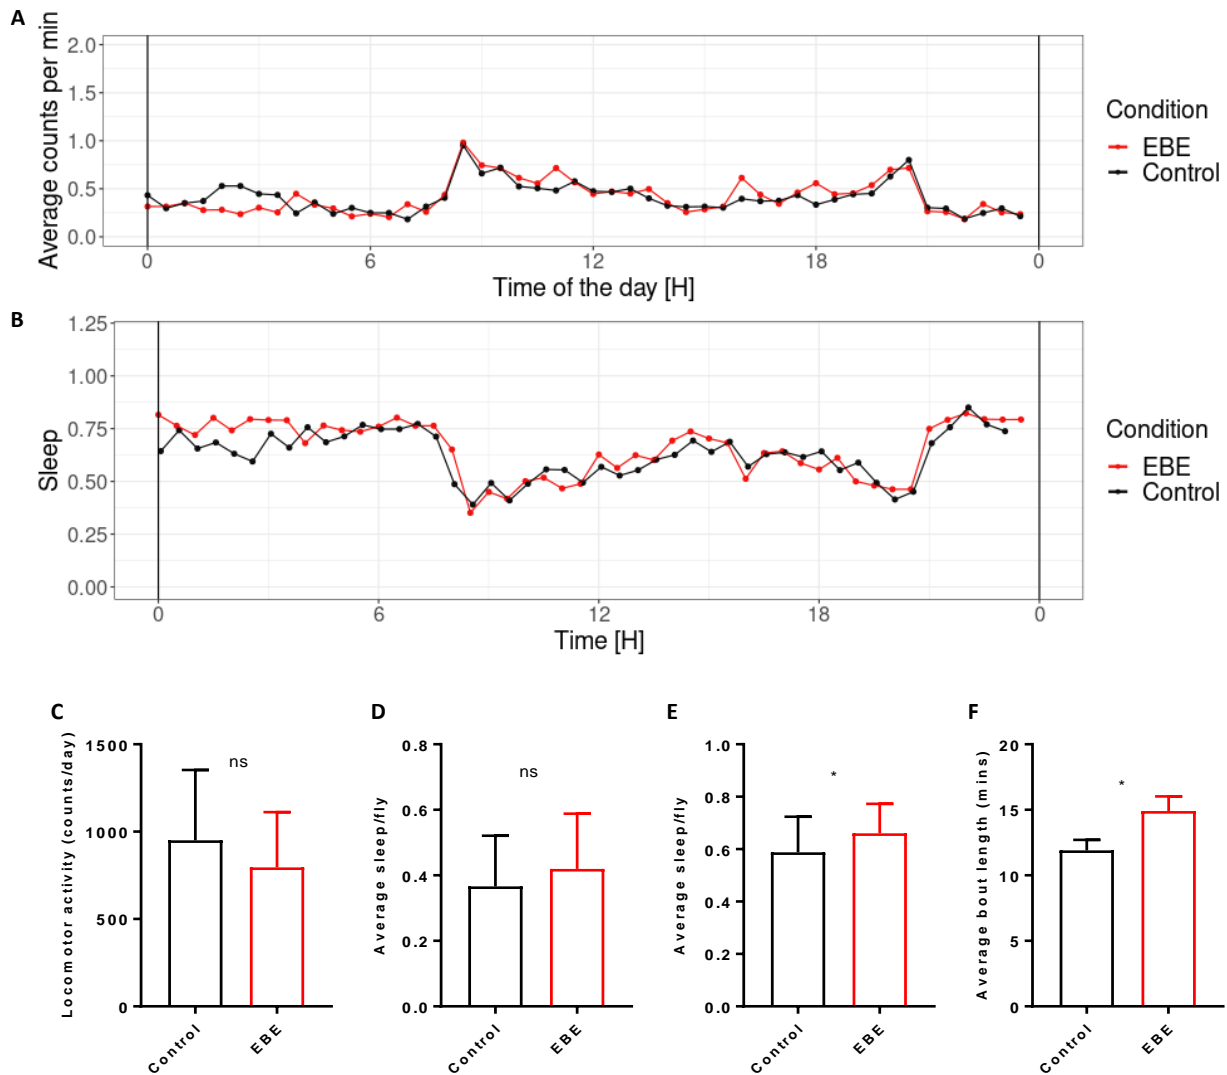 A
Average counts per min
2.0
1.5
1.0
0.5
0.0
0 6 12 18 0
Time of the day [H]
Condition
EBE
Control
B
Sleep
1.25
1.00
0.75
0.50
0.25
0.00
0 6 12 18 0
Time [H]
Condition
EBE
Control
C
Locomotor activity (counts/day)
1500
1000
500
0
ns
Control
EBE
D
Average sleep/fly
0.8
0.6
0.4
0.2
0.0
ns
Control
EBE
E
Average sleep/fly
1.0
0.8
0.6
0.4
0.2
0.0
*
Control
EBE
F
Average bout length (mins)
20
15
10
5
0
*
Control
EBE